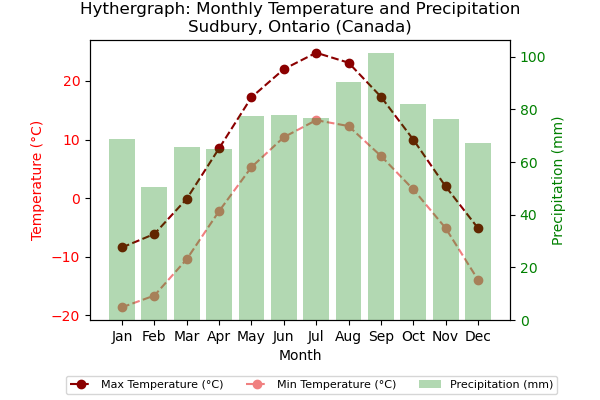 Hythergraph: Monthly Temperature and Precipitation
Sudbury, Ontario (Canada)
Temperature (°C)
20
10
0
−10
−20
100
80
60
40
20
0
Precipitation (mm)
Jan Feb Mar Apr May Jun Jul Aug Sep Oct Nov Dec
Month
Max Temperature (°C) Min Temperature (°C) Precipitation (mm)